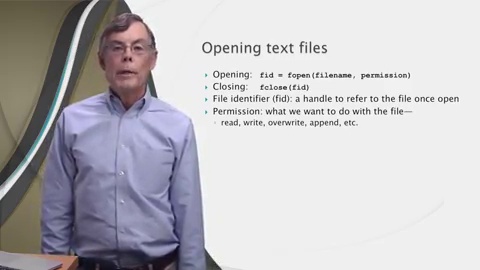 Opening text files
Opening: fid = fopen(filename, permission)
Closing: fclose(fid)
File identifier (fid): a handle to refer to the file once open
Permission: what we want to do with the file—
read, write, overwrite, append, etc.